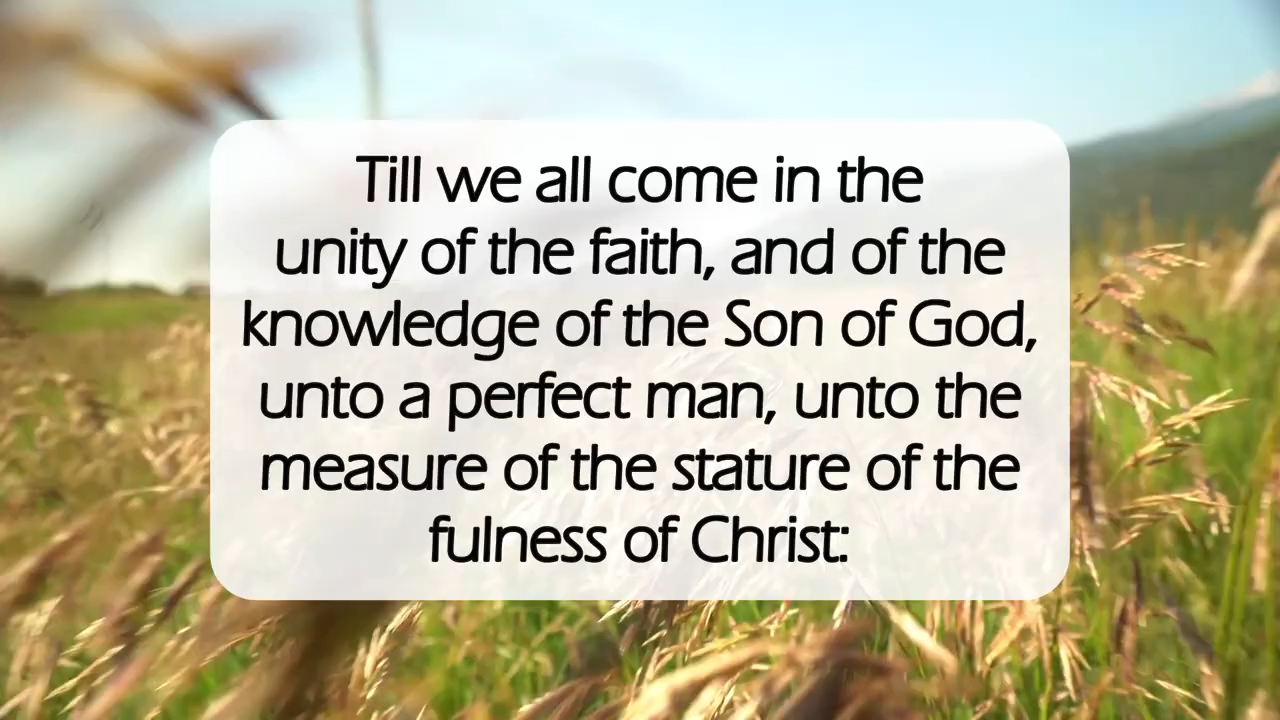 Till we all come in the
unity of the faith, and of the
knowledge of the Son of God,
unto a perfect man, unto the
measure of the stature of the
fulness of Christ: